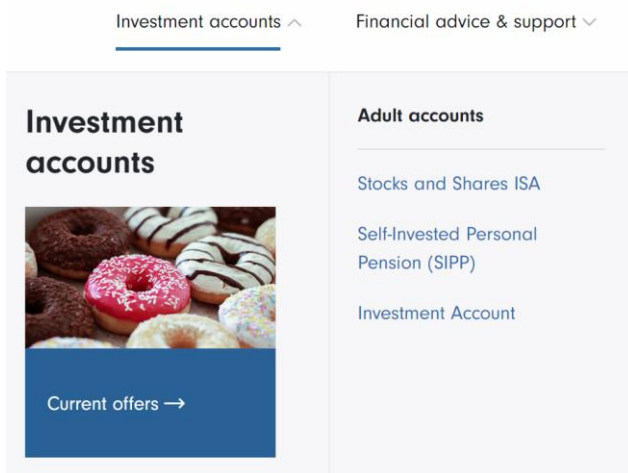 Investment accounts
Financial advice & support
Investment
accounts
Current offers →
Adult accounts
Stocks and Shares ISA
Self-Invested Personal
Pension (SIPP)
Investment Account